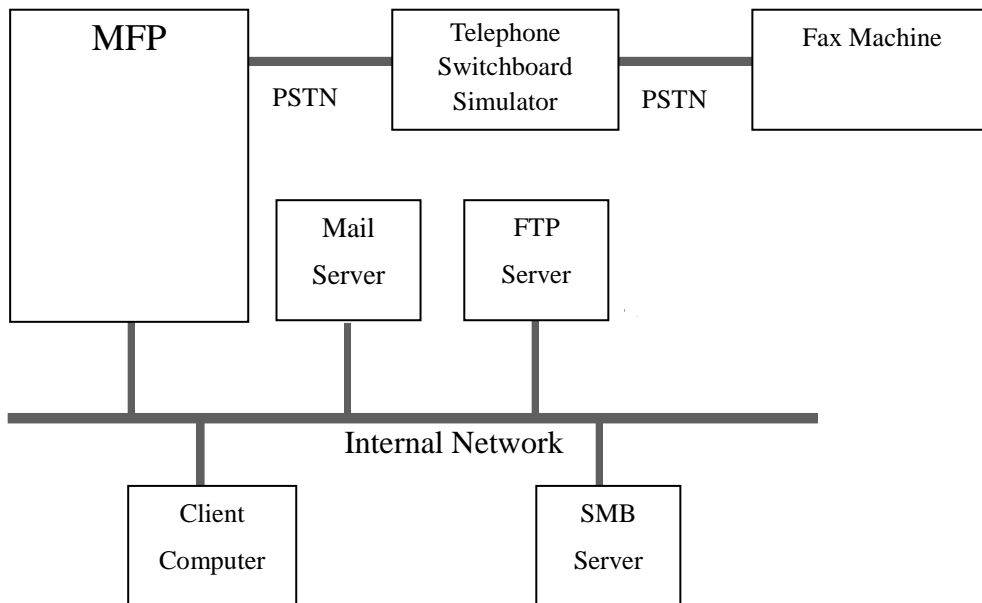 MFP
Telephone
Switchboard
Simulator
Fax Machine
PSTN
PSTN
Mail
Server
FTP
Server
Internal Network
Client
Computer
SMB
Server